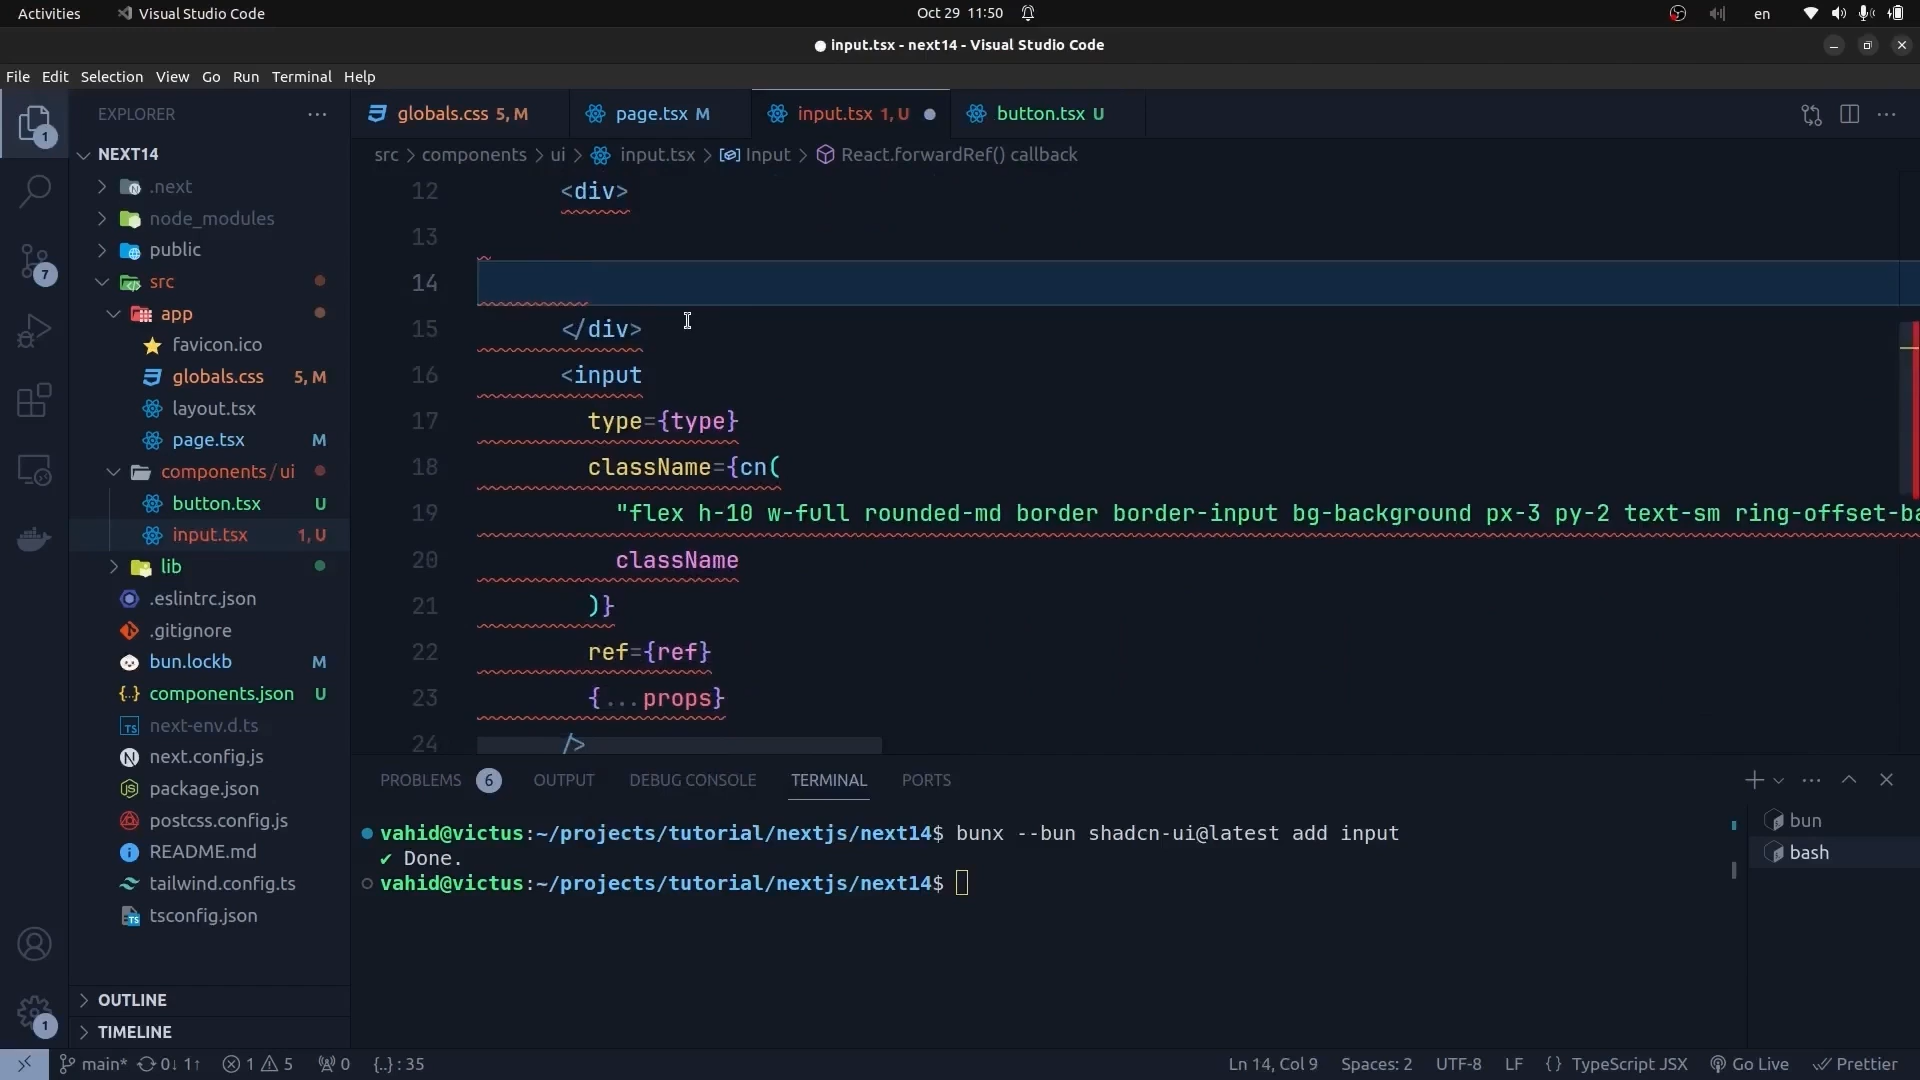 Activities
Visual Studio Code
Oct 29 11:50
en
input.tsx - next14 - Visual Studio Code
File Edit Selection View Go Run Terminal Help
EXPLORER
globals.css 5, M
page.tsx M
input.tsx 1, U
button.tsx U
src > components > ui > input.tsx > Input > React.forwardRef() callback
1
7
NEXT14
.next
node_modules
public
src
app
favicon.ico
globals.css 5, M
layout.tsx
page.tsx M
components/ui
button.tsx U
input.tsx 1, U
lib
.eslintrc.json
.gitignore
bun.lockb M
components.json U
next-env.d.ts
next.config.js
package.json
postcss.config.js
README.md
tailwind.config.ts
tsconfig.json
OUTLINE
TIMELINE
1
12 <div>
13
14
15 </div>
16 <input
17 type={type}
18 className={cn(
19 "flex h-10 w-full rounded-md border border-input bg-background px-3 py-2 text-sm ring-offset-ba
20 className
21 )}
22 ref={ref}
23 {...props}
24 />
PROBLEMS 6 OUTPUT DEBUG CONSOLE TERMINAL PORTS
vahid@victus:~/projects/tutorial/nextjs/next14$ bunx --bun shadcn-ui@latest add input
✔ Done.
vahid@victus:~/projects/tutorial/nextjs/next14$
bun
bash
main* 0↓ 1↑ 1 5 0 {..} : 35
Ln 14, Col 9 Spaces: 2 UTF-8 LF {} TypeScript JSX Go Live Prettier